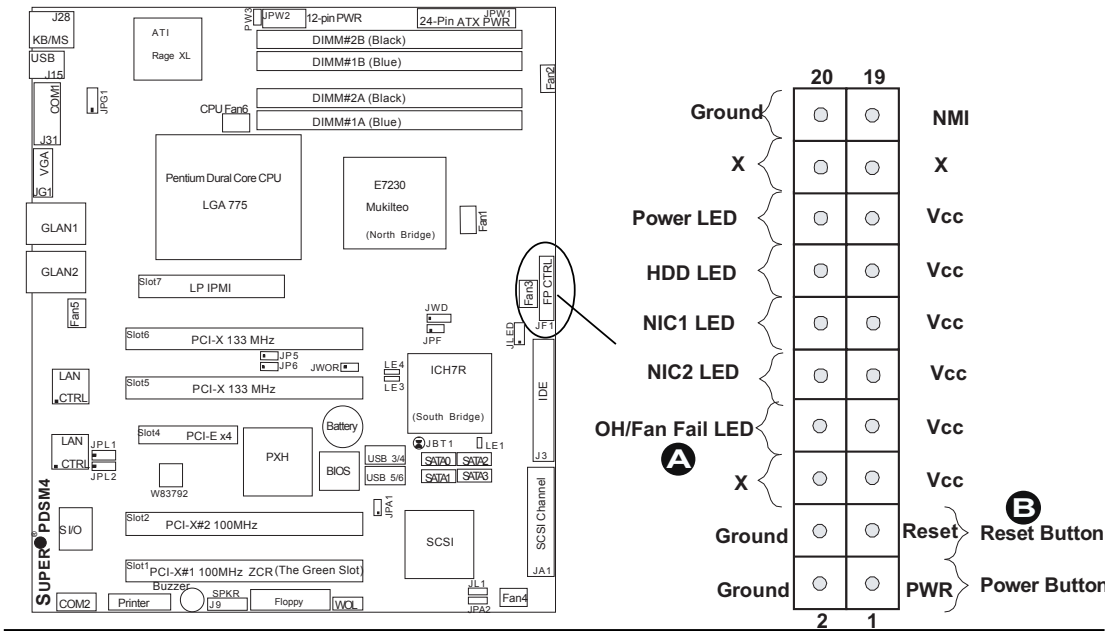 J28
KB/MS
USB
J15
COM1
J31
VGA
JG1
GLAN1
GLAN2
Fan5
LAN
CTRL
LAN
CTRL
JPL1
JPL2
W83792
S I/O
SUPER® PDSM4
COM2
Printer
Buzzer
SPKR
J9
Floppy
WOL
JL1
JPA2
Fan4
ATI
Rage XL
JPG1
PW3
JPW2
12-pin PWR
JPW1
24-Pin ATX PWR
DIMM#2B (Black)
DIMM#1B (Blue)
DIMM#2A (Black)
DIMM#1A (Blue)
Fan2
CPU Fan6
Pentium Dural Core CPU
LGA 775
E7230
Mukilteo
(North Bridge)
Fan1
Slot7
LP IPMI
Fan3
FP CTRL
JF1
JLED
JWD
JPF
Slot6
PCI-X 133 MHz
JP5
JP6
JWOR
LE4
LE3
ICH7R
(South Bridge)
IDE
J3
Slot5
PCI-X 133 MHz
Slot4
PCI-E x4
PXH
Battery
BIOS
JBT1
LE1
USB 3/4
USB 5/6
SATA0
SATA2
SATA1
SATA3
JPA1
SCSI
SCSI Channel
JA1
Slot2
PCI-X#2 100MHz
Slot1
PCI-X#1 100MHz ZCR (The Green Slot)
20 19
Ground NMI
X X
Power LED Vcc
HDD LED Vcc
NIC1 LED Vcc
NIC2 LED Vcc
OH/Fan Fail LED Vcc
A
X Vcc
B
Ground Reset Reset Button
Ground PWR Power Button
2 1